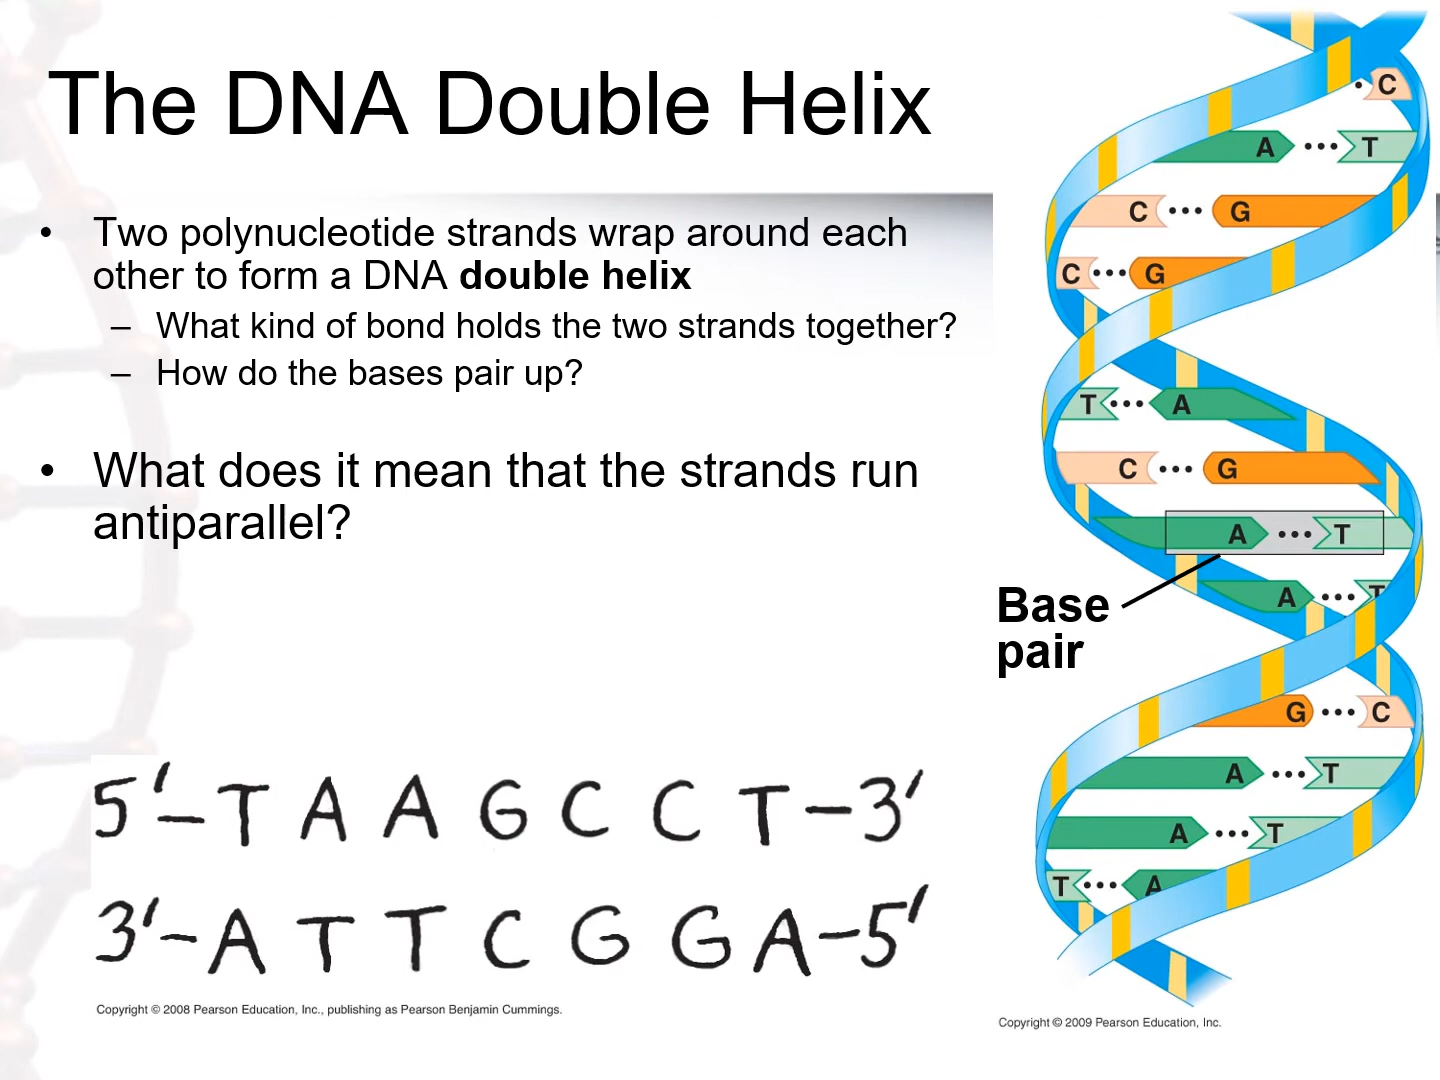 The DNA Double Helix
• Two polynucleotide strands wrap around each
other to form a DNA double helix
– What kind of bond holds the two strands together?
– How do the bases pair up?
• What does it mean that the strands run
antiparallel?
5'–T A A G C C T–3'
3'–A T T C G G A–5'
Copyright © 2008 Pearson Education, Inc., publishing as Pearson Benjamin Cummings.
C
A ••• T
C ••• G
C ••• G
T ••• A
C ••• G
A ••• T
A ••• T
Base
pair
G ••• C
A ••• T
A ••• T
T ••• A
Copyright © 2009 Pearson Education, Inc.